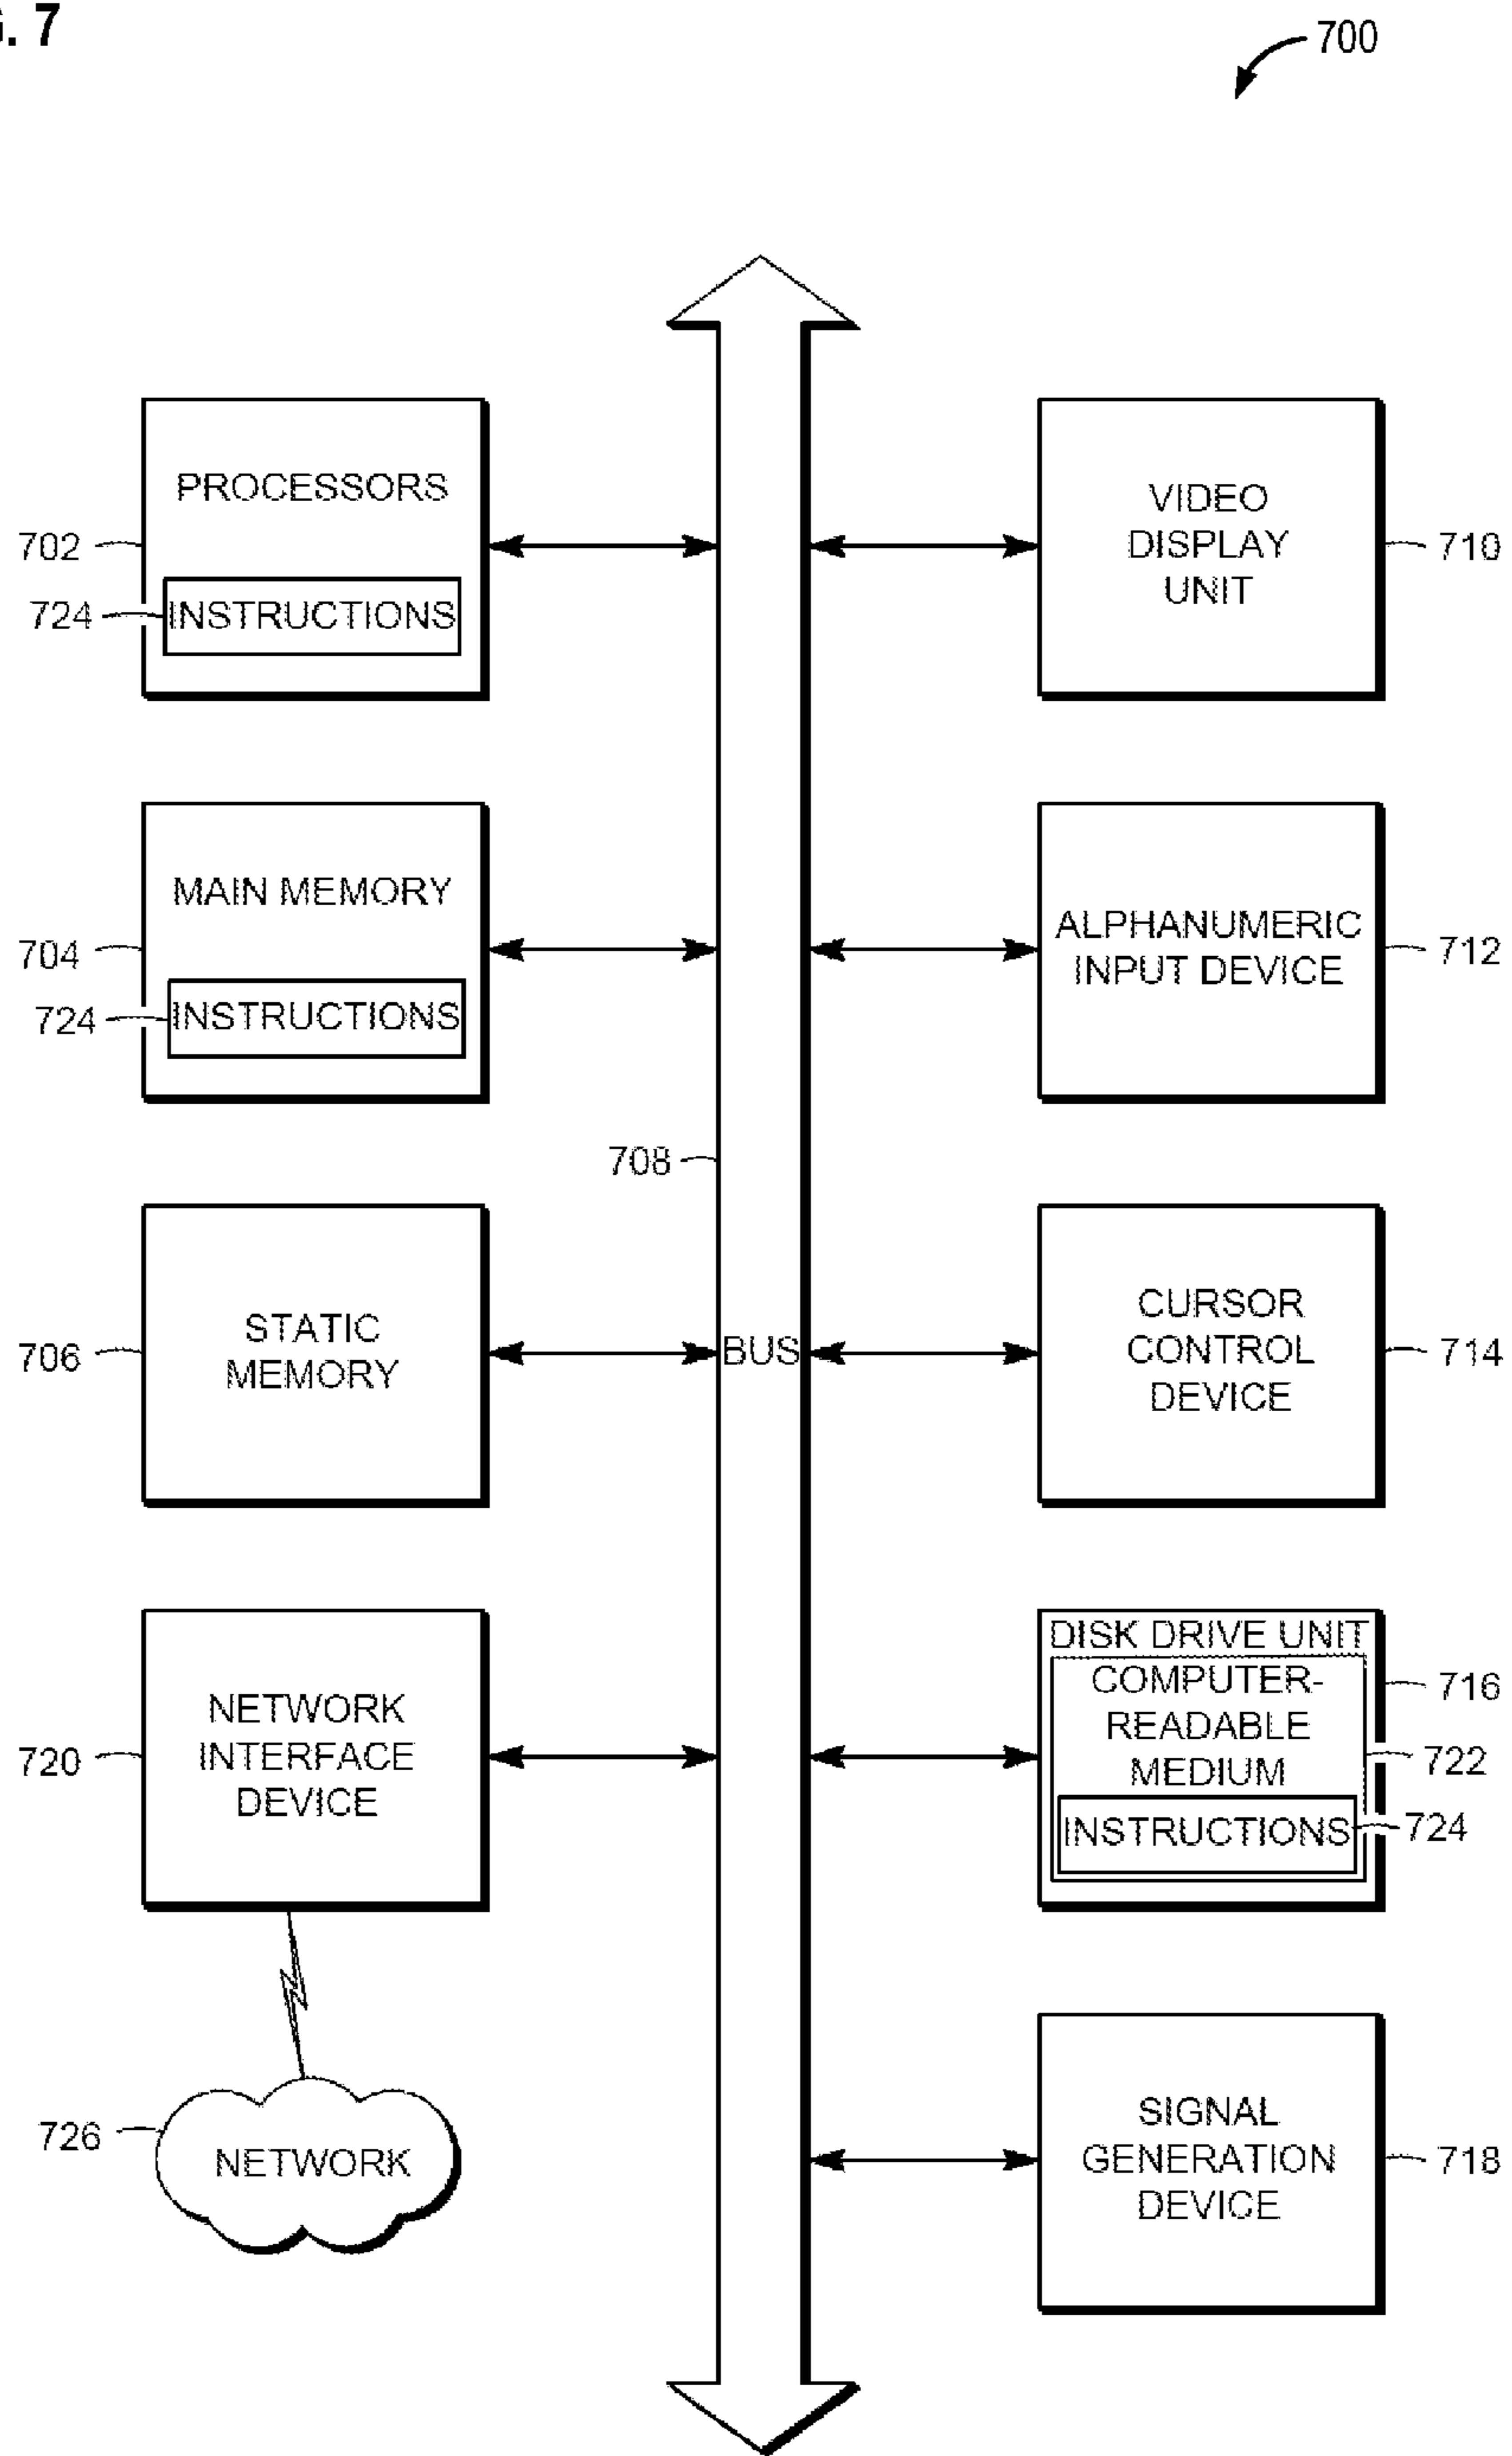 . 7
700
PROCESSORS
702
724
INSTRUCTIONS
VIDEO
DISPLAY
UNIT
710
MAIN MEMORY
704
724
INSTRUCTIONS
ALPHANUMERIC
INPUT DEVICE
712
708
STATIC
MEMORY
706
BUS
CURSOR
CONTROL
DEVICE
714
NETWORK
INTERFACE
DEVICE
720
DISK DRIVE UNIT
COMPUTER-
READABLE
MEDIUM
INSTRUCTIONS
716
722
724
726
NETWORK
SIGNAL
GENERATION
DEVICE
718